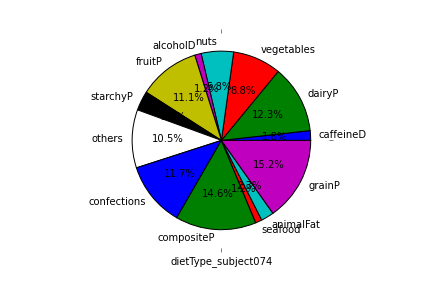 nuts
alcoholD
vegetables
fruitP
dairyP
11.1%
8.8%
12.3%
starchyP
others
10.5%
caffeineD
15.2%
grainP
11.7%
confections
14.6%
animalFat
seafood
compositeP
dietType_subject074